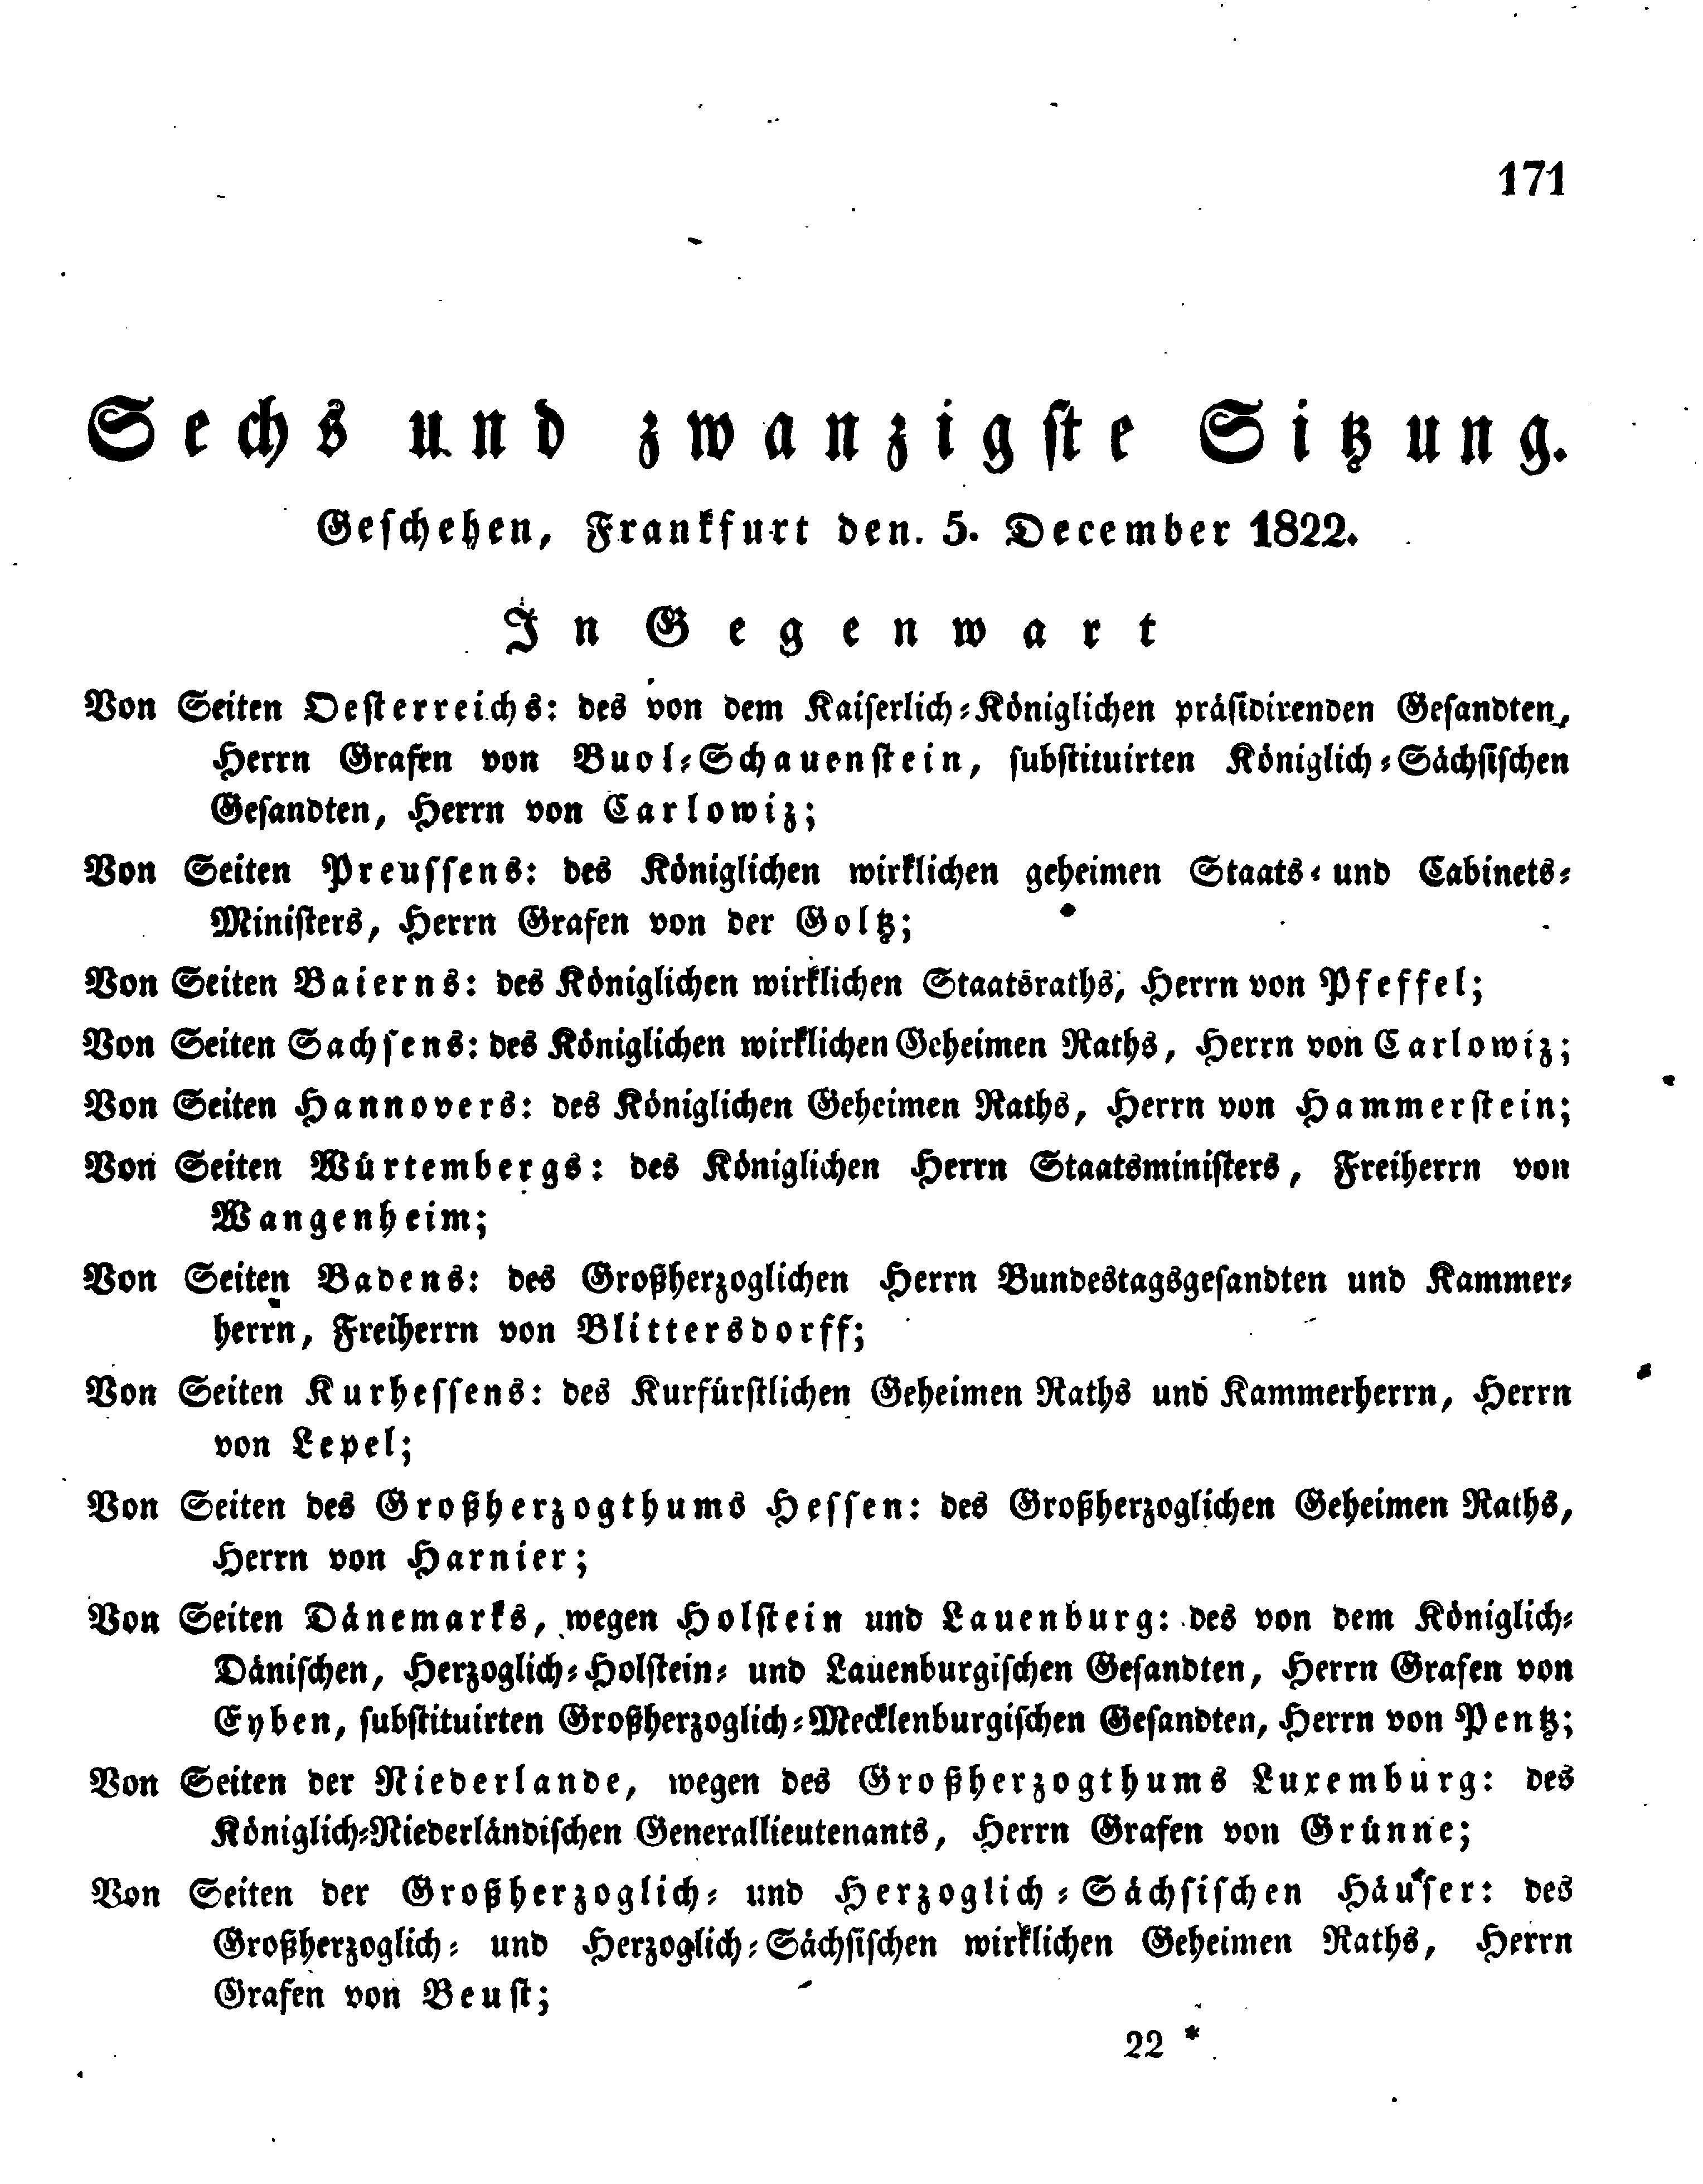 171
Sechs und zwanzigste Sitzung.
Geschehen, Frankfurt den 5. December 1822.
In Gegenwart
Von Seiten Oesterreichs: des von dem Kaiserlich-Königlichen präsidirenden Gesandten,
Herrn Grafen von Buol-Schauenstein, substituirten Königlich-Sächsischen
Gesandten, Herrn von Carlowiz;
Von Seiten Preussens: des Königlichen wirklichen geheimen Staats- und Cabinets-
Ministers, Herrn Grafen von der Goltz;
Von Seiten Baierns: des Königlichen wirklichen Staatsraths, Herrn von Pfeffel;
Von Seiten Sachsens: des Königlichen wirklichen Geheimen Raths, Herrn von Carlowiz;
Von Seiten Hannovers: des Königlichen Geheimen Raths, Herrn von Hammerstein;
Von Seiten Würtembergs: des Königlichen Herrn Staatsministers, Freiherrn von
Wangenheim;
Von Seiten Badens: des Großherzoglichen Herrn Bundestagsgesandten und Kammer-
herrn, Freiherrn von Blittersdorff;
Von Seiten Kurhessens: des Kurfürstlichen Geheimen Raths und Kammerherrn, Herrn
von Lepel;
Von Seiten des Großherzogthums Hessen: des Großherzoglichen Geheimen Raths,
Herrn von Harnier;
Von Seiten Dänemarks, wegen Holstein und Lauenburg: des von dem Königlich-
Dänischen, Herzoglich-Holstein- und Lauenburgischen Gesandten, Herrn Grafen von
Eyben, substituirten Großherzoglich-Mecklenburgischen Gesandten, Herrn von Pentz;
Von Seiten der Niederlande, wegen des Großherzogthums Luxemburg: des
Königlich-Niederländischen Generallieutenants, Herrn Grafen von Grünne;
Von Seiten der Großherzoglich- und Herzoglich-Sächsischen Häuser: des
Großherzoglich- und Herzoglich-Sächsischen wirklichen Geheimen Raths, Herrn
Grafen von Beust;
22 *